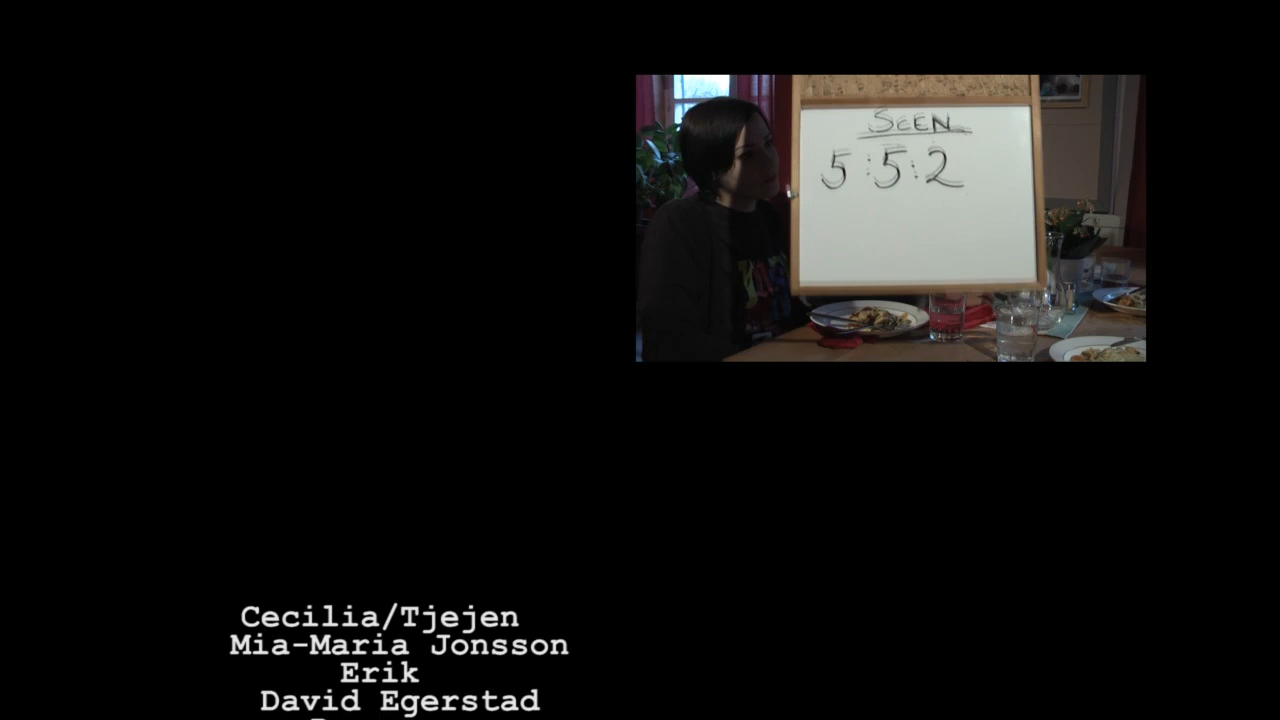 SCEN
5:5:2
Cecilia/Tjejen
Mia-Maria Jonsson
Erik
David Egerstad